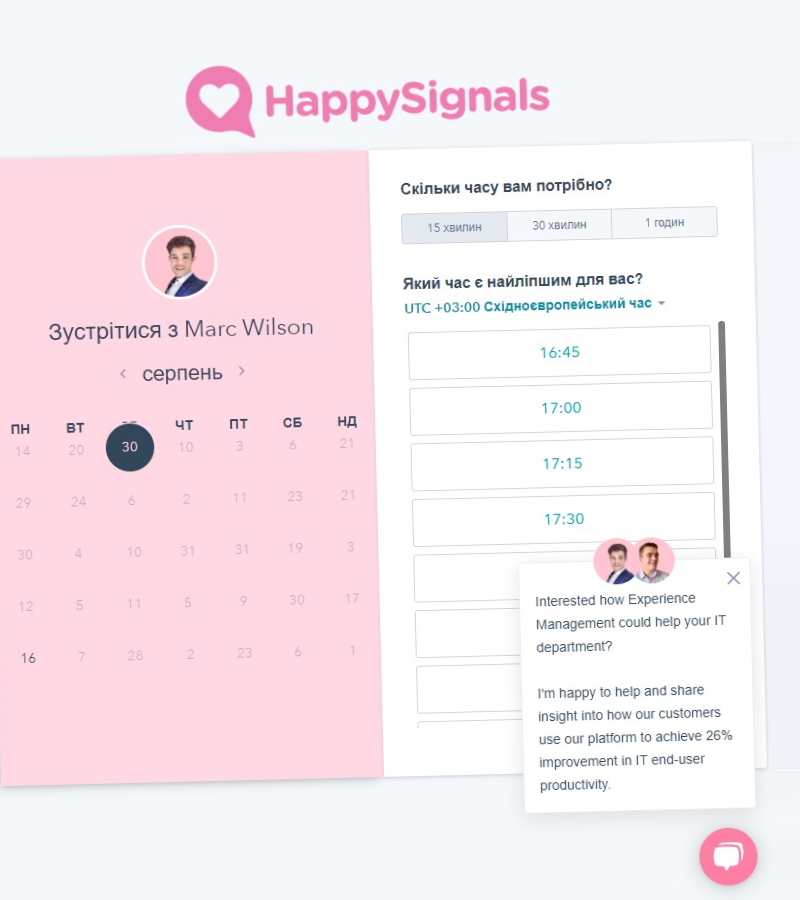 HappySignals
Зустрітися з Marc Wilson
серпень
ПН ВТ ЧТ ПТ СБ НД
14 20 30 10 3 6 21
29 24 6 2 11 23 21
30 4 10 31 31 19 3
12 5 11 5 9 30 17
16 7 28 2 23 6 1
Скільки часу вам потрібно?
15 хвилин 30 хвилин 1 годин
Який час є найліпшим для вас?
UTC +03:00 Східноєвропейський час
16:45
17:00
17:15
17:30
Interested how Experience
Management could help your IT
department?
I'm happy to help and share
insight into how our customers
use our platform to achieve 26%
improvement in IT end-user
productivity.